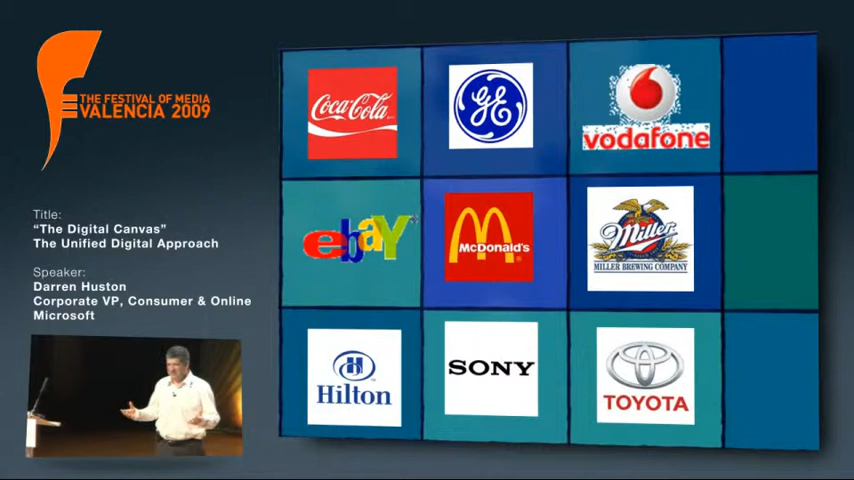 THE FESTIVAL OF MEDIA
VALENCIA 2009
Title:
“The Digital Canvas”
The Unified Digital Approach
Speaker:
Darren Huston
Corporate VP, Consumer & Online
Microsoft
Coca-Cola
GE
vodafone
ebaY
McDonald's
Miller
MILLER BREWING COMPANY
H
Hilton
SONY
TOYOTA